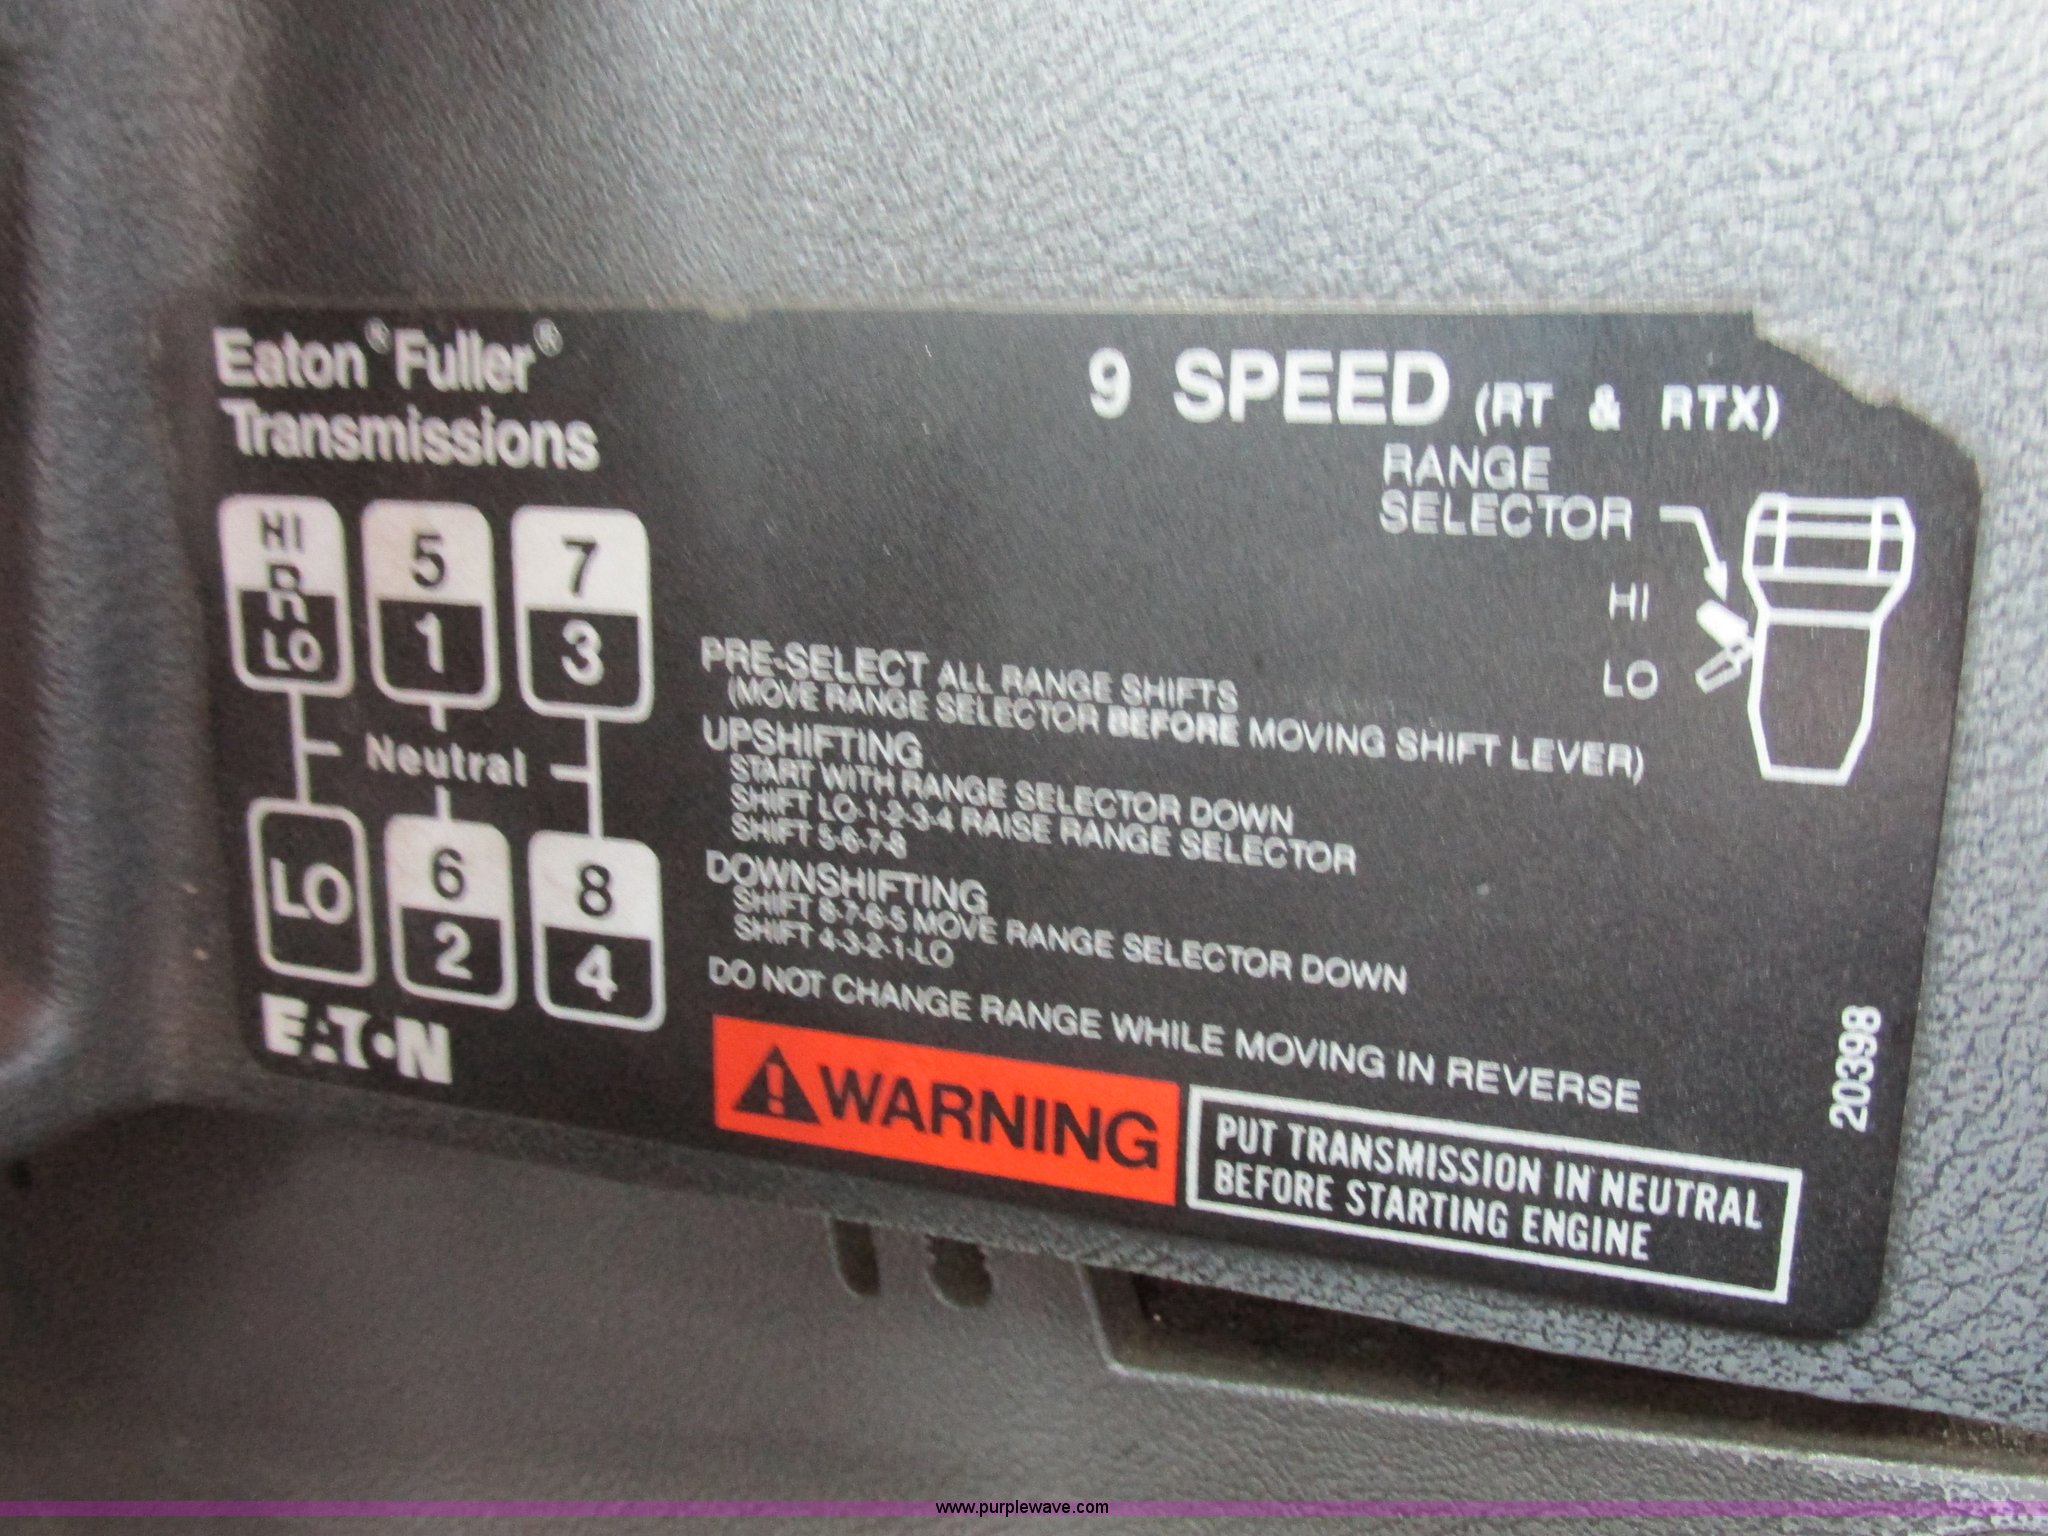 Eaton® Fuller®
Transmissions
9 SPEED (RT & RTX)
RANGE
SELECTOR
HI
LO
HI
R
LO
5
1
7
3
Neutral
LO
6
2
8
4
EATON
PRE-SELECT ALL RANGE SHIFTS
(MOVE RANGE SELECTOR BEFORE MOVING SHIFT LEVER)
UPSHIFTING
START WITH RANGE SELECTOR DOWN
SHIFT LO-1-2-3-4 RAISE RANGE SELECTOR
SHIFT 5-6-7-8
DOWNSHIFTING
SHIFT 8-7-6-5 MOVE RANGE SELECTOR DOWN
SHIFT 4-3-2-1-LO
DO NOT CHANGE RANGE WHILE MOVING IN REVERSE
WARNING
PUT TRANSMISSION IN NEUTRAL
BEFORE STARTING ENGINE
20398
www.purplewave.com